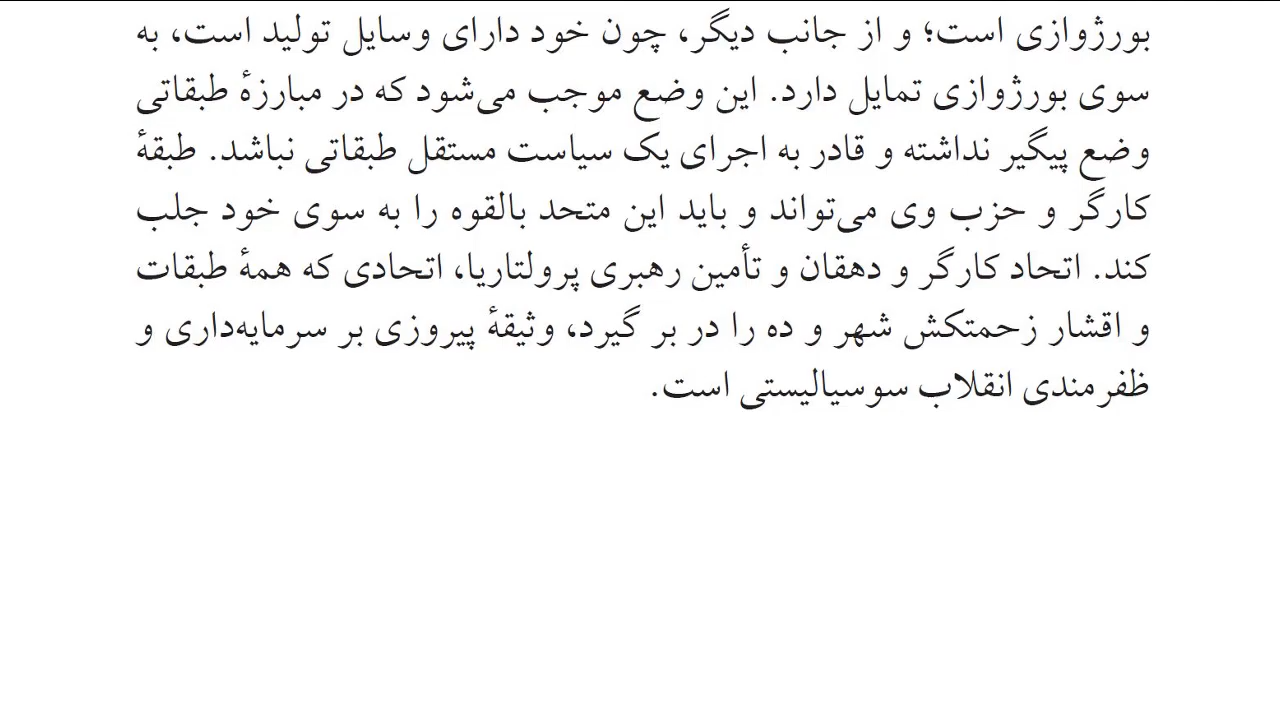 بورژوازی است؛ و از جانب دیگر، چون خود دارای وسایل تولید است، به
سوی بورژوازی تمایل دارد. این وضع موجب می‌شود که در مبارزهٔ طبقاتی
وضع پیگیر نداشته و قادر به اجرای یک سیاست مستقل طبقاتی نباشد. طبقهٔ
کارگر و حزب وی می‌تواند و باید این متحد بالقوه را به سوی خود جلب
کند. اتحاد کارگر و دهقان و تأمین رهبری پرولتاریا، اتحادی که همهٔ طبقات
و اقشار زحمتکش شهر و ده را در بر گیرد، وثیقهٔ پیروزی بر سرمایه‌داری و
ظفرمندی انقلاب سوسیالیستی است.